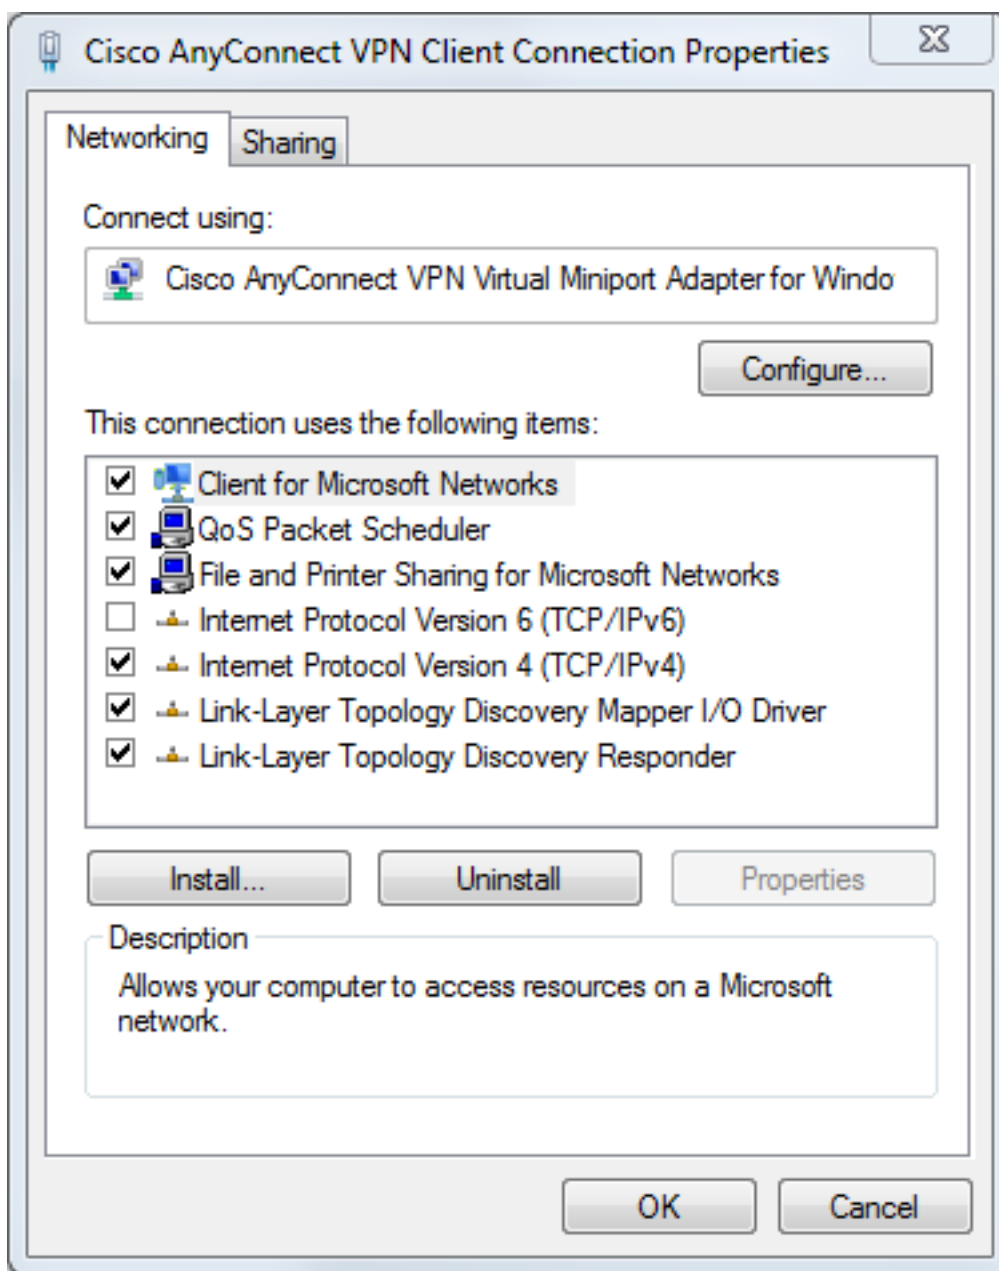 Cisco AnyConnect VPN Client Connection Properties
Networking
Sharing
Connect using:
Cisco AnyConnect VPN Virtual Miniport Adapter for Windo
Configure...
This connection uses the following items:
Client for Microsoft Networks
QoS Packet Scheduler
File and Printer Sharing for Microsoft Networks
Internet Protocol Version 6 (TCP/IPv6)
Internet Protocol Version 4 (TCP/IPv4)
Link-Layer Topology Discovery Mapper I/O Driver
Link-Layer Topology Discovery Responder
Install...
Uninstall
Properties
Description
Allows your computer to access resources on a Microsoft
network.
OK
Cancel